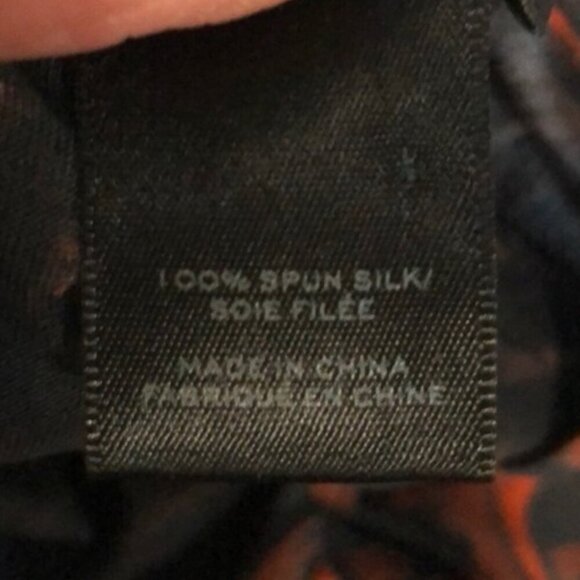 100% SPUN SILK/
SOIE FILÉE
MADE IN CHINA
FABRIQUÉ EN CHINE